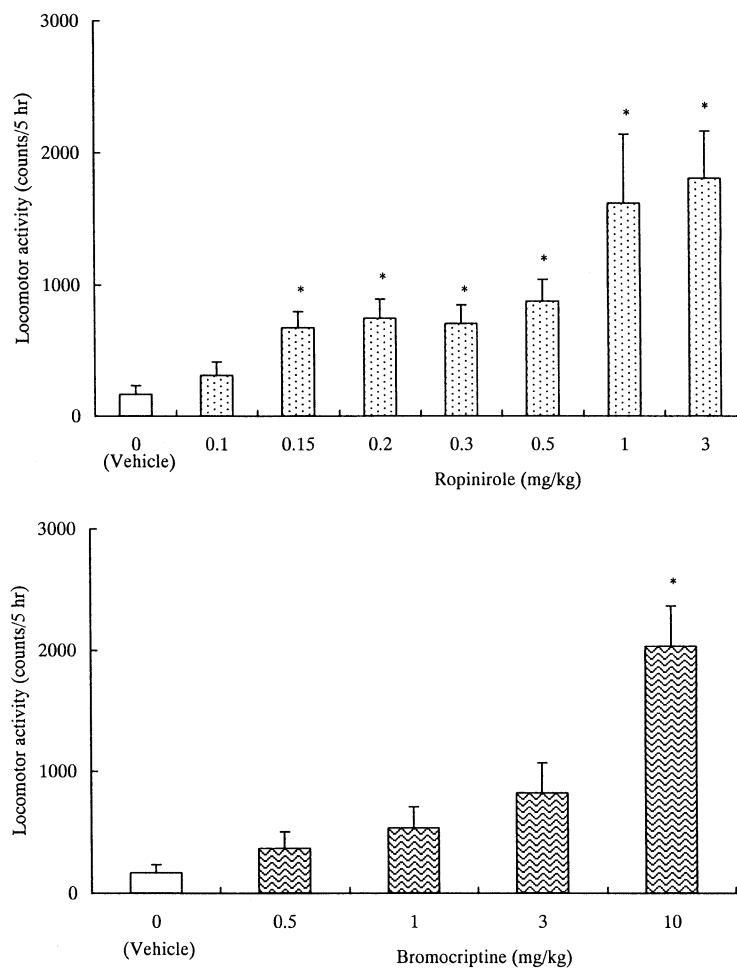 3000
2000
1000
0
Locomotor activity (counts/5 hr)
*
*
*
*
*
*
0 0.1 0.15 0.2 0.3 0.5 1 3
(Vehicle)
Ropinirole (mg/kg)
3000
2000
1000
0
Locomotor activity (counts/5 hr)
*
0 0.5 1 3 10
(Vehicle)
Bromocriptine (mg/kg)